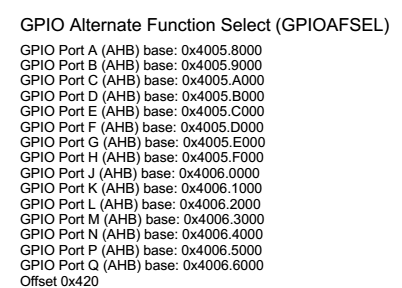 GPIO Alternate Function Select (GPIOAFSEL)
GPIO Port A (AHB) base: 0x4005.8000
GPIO Port B (AHB) base: 0x4005.9000
GPIO Port C (AHB) base: 0x4005.A000
GPIO Port D (AHB) base: 0x4005.B000
GPIO Port E (AHB) base: 0x4005.C000
GPIO Port F (AHB) base: 0x4005.D000
GPIO Port G (AHB) base: 0x4005.E000
GPIO Port H (AHB) base: 0x4005.F000
GPIO Port J (AHB) base: 0x4006.0000
GPIO Port K (AHB) base: 0x4006.1000
GPIO Port L (AHB) base: 0x4006.2000
GPIO Port M (AHB) base: 0x4006.3000
GPIO Port N (AHB) base: 0x4006.4000
GPIO Port P (AHB) base: 0x4006.5000
GPIO Port Q (AHB) base: 0x4006.6000
Offset 0x420